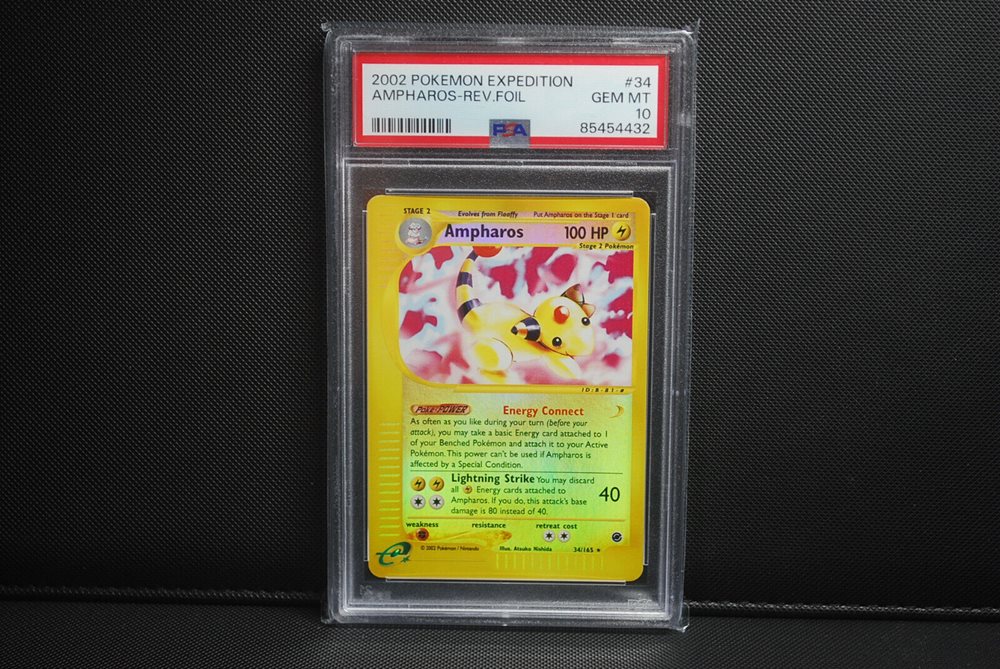 2002 POKEMON EXPEDITION #34
AMPHAROS-REV.FOIL GEM MT
10
PSA 85454432
STAGE 2 Evolves from Flaaffy Put Ampharos on the Stage 1 card
Ampharos 100 HP
Stage 2 Pokémon
ID-R-81-#
Poké-POWER Energy Connect
As often as you like during your turn (before your
attack), you may take a basic Energy card attached to 1
of your Benched Pokémon and attach it to your Active
Pokémon. This power can't be used if Ampharos is
affected by a Special Condition.
Lightning Strike You may discard
all Energy cards attached to
Ampharos. If you do, this attack's base
damage is 80 instead of 40.
40
weakness resistance retreat cost
© 2002 Pokémon / Nintendo Illus. Atsuko Nishida 34/165 ★
e